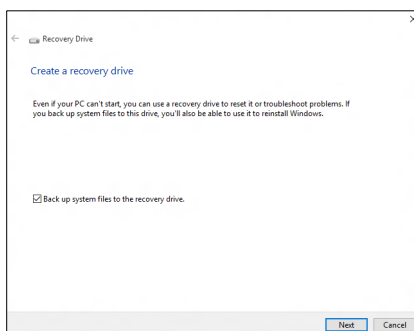 Recovery Drive
Create a recovery drive
Even if your PC can't start, you can use a recovery drive to reset it or troubleshoot problems. If
you back up system files to this drive, you'll also be able to use it to reinstall Windows.
Back up system files to the recovery drive.
Next Cancel